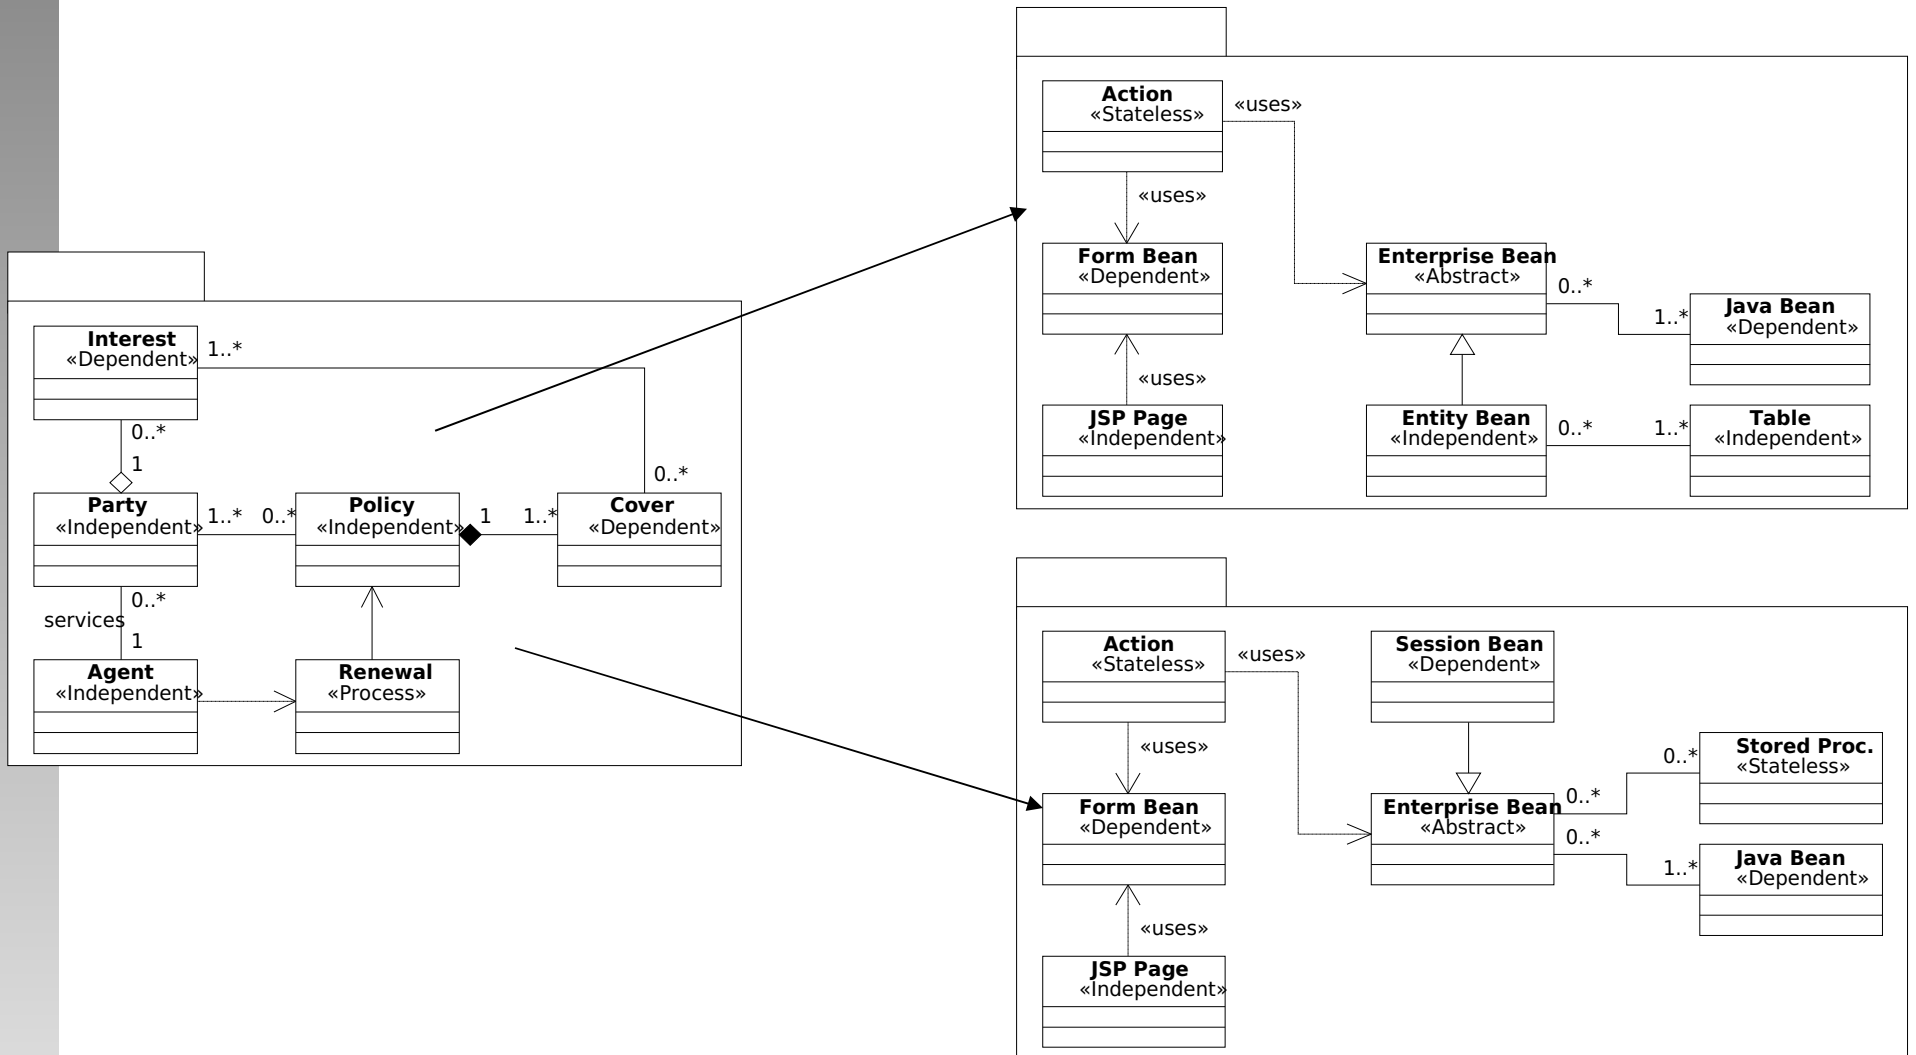 Interest
«Dependent»
1..*
0..*
1
0..*
Party
«Independent»
1..*
0..*
Policy
«Independent»
1
1..*
Cover
«Dependent»
0..*
services
1
Agent
«Independent»
Renewal
«Process»
Action
«Stateless»
«uses»
«uses»
Form Bean
«Dependent»
Enterprise Bean
«Abstract»
0..*
1..*
Java Bean
«Dependent»
«uses»
JSP Page
«Independent»
Entity Bean
«Independent»
0..*
1..*
Table
«Independent»
Action
«Stateless»
«uses»
Session Bean
«Dependent»
«uses»
Form Bean
«Dependent»
Enterprise Bean
«Abstract»
0..*
0..*
Stored Proc.
«Stateless»
0..*
1..*
Java Bean
«Dependent»
«uses»
JSP Page
«Independent»